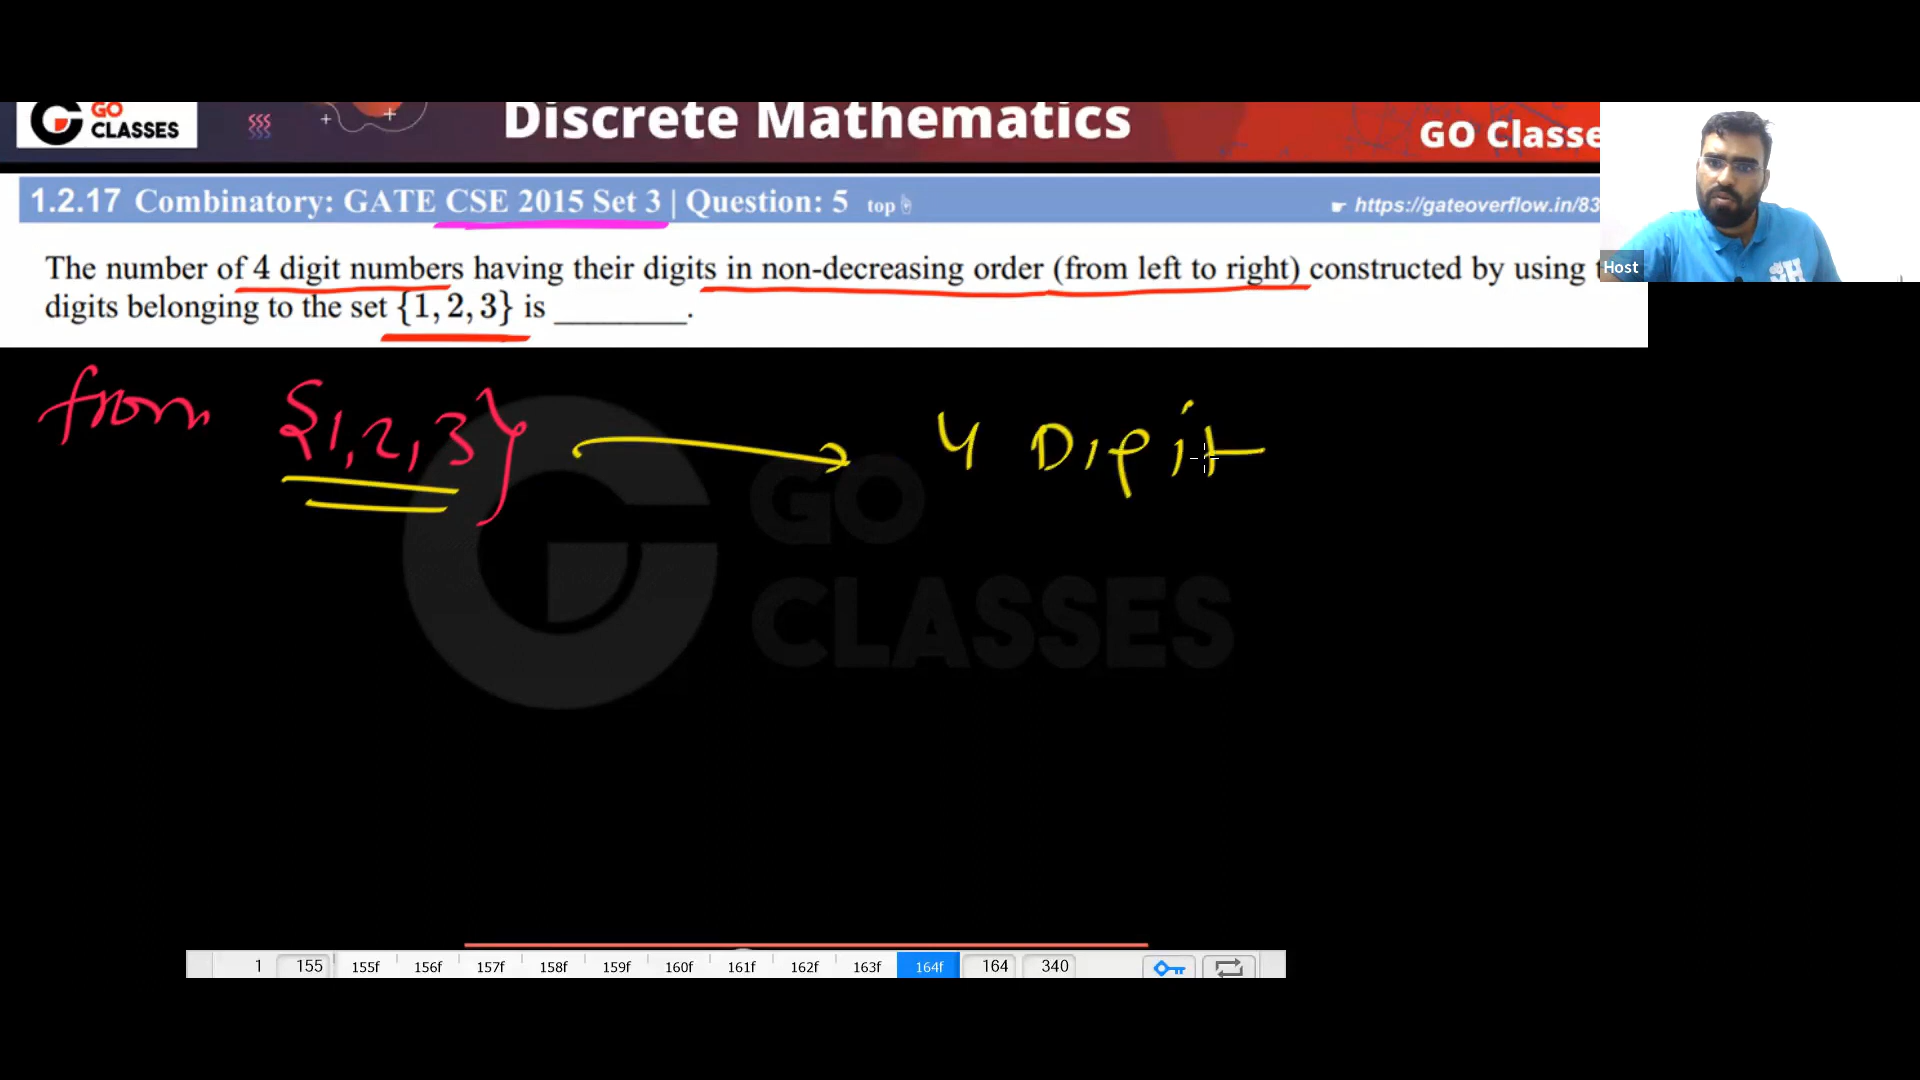 GO
CLASSES
Discrete Mathematics
GO Classe
1.2.17 Combinatory: GATE CSE 2015 Set 3 | Question: 5 top
https://gateoverflow.in/83
Host
The number of 4 digit numbers having their digits in non-decreasing order (from left to right) constructed by using
digits belonging to the set {1, 2, 3} is ________.
from {1, 2, 3} → 4 Digit
GO
CLASSES
1 155 155f 156f 157f 158f 159f 160f 161f 162f 163f 164f 164 340